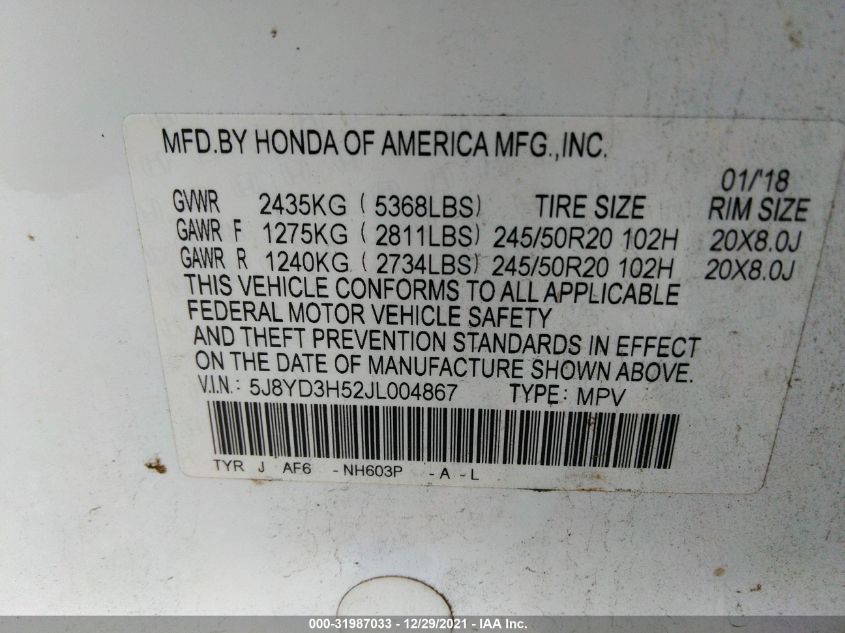 MFD.BY HONDA OF AMERICA MFG.,INC.
01/'18
GVWR 2435KG ( 5368LBS) TIRE SIZE RIM SIZE
GAWR F 1275KG ( 2811LBS) 245/50R20 102H 20X8.0J
GAWR R 1240KG ( 2734LBS) 245/50R20 102H 20X8.0J
THIS VEHICLE CONFORMS TO ALL APPLICABLE
FEDERAL MOTOR VEHICLE SAFETY
AND THEFT PREVENTION STANDARDS IN EFFECT
ON THE DATE OF MANUFACTURE SHOWN ABOVE.
V.I.N.: 5J8YD3H52JL004867 TYPE: MPV
TYR J AF6 -NH603P -A-L
000-31987033 - 12/29/2021 - IAA Inc.